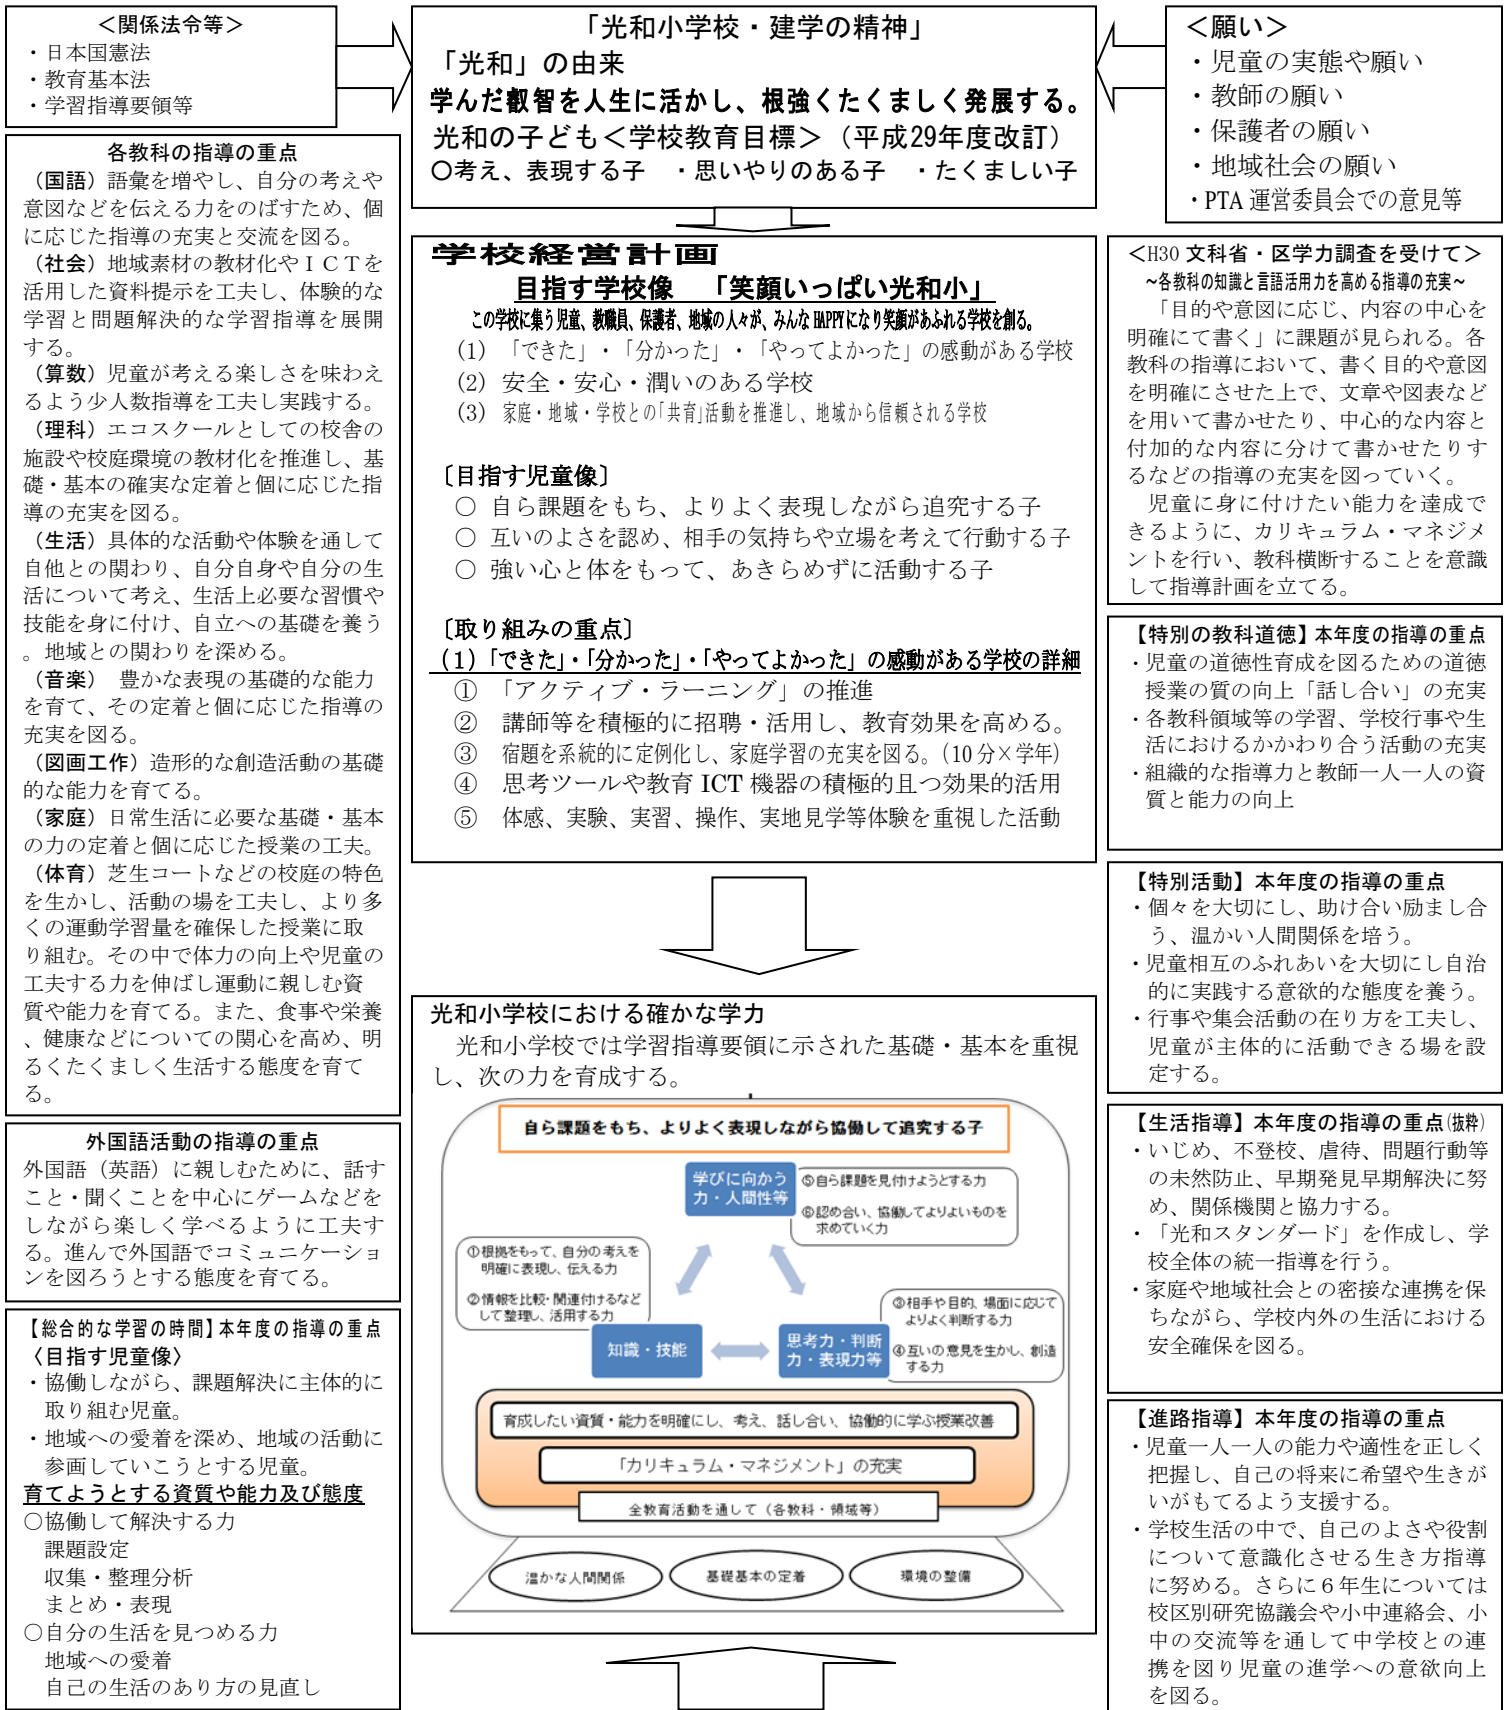 ＜関係法令等＞
・日本国憲法
・教育基本法
・学習指導要領等
「光和小学校・建学の精神」
「光和」の由来
学んだ叡智を人生に活かし、根強くたくましく発展する。
光和の子ども＜学校教育目標＞（平成29年度改訂）
〇考え、表現する子　・思いやりのある子　・たくましい子
＜願い＞
・児童の実態や願い
・教師の願い
・保護者の願い
・地域社会の願い
・PTA 運営委員会での意見等
各教科の指導の重点
（国語）語彙を増やし、自分の考えや
意図などを伝える力をのばすため、個
に応じた指導の充実と交流を図る。
（社会）地域素材の教材化やＩＣＴを
活用した資料提示を工夫し、体験的な
学習と問題解決的な学習指導を展開
する。
（算数）児童が考える楽しさを味わえ
るよう少人数指導を工夫し実践する。
（理科）エコスクールとしての校舎の
施設や校庭環境の教材化を推進し、基
礎・基本の確実な定着と個に応じた指
導の充実を図る。
（生活）具体的な活動や体験を通して
自他との関わり、自分自身や自分の生
活について考え、生活上必要な習慣や
技能を身に付け、自立への基礎を養う
。地域との関わりを深める。
（音楽）　豊かな表現の基礎的な能力
を育て、その定着と個に応じた指導の
充実を図る。
（図画工作）造形的な創造活動の基礎
的な能力を育てる。
（家庭）日常生活に必要な基礎・基本
の力の定着と個に応じた授業の工夫。
（体育）芝生コートなどの校庭の特色
を生かし、活動の場を工夫し、より多
くの運動学習量を確保した授業に取
り組む。その中で体力の向上や児童の
工夫する力を伸ばし運動に親しむ資
質や能力を育てる。また、食事や栄養
、健康などについての関心を高め、明
るくたくましく生活する態度を育て
る。
外国語活動の指導の重点
外国語（英語）に親しむために、話す
こと・聞くことを中心にゲームなどを
しながら楽しく学べるように工夫す
る。進んで外国語でコミュニケーショ
ンを図ろうとする態度を育てる。
【総合的な学習の時間】本年度の指導の重点
〈目指す児童像〉
・協働しながら、課題解決に主体的に
取り組む児童。
・地域への愛着を深め、地域の活動に
参画していこうとする児童。
育てようとする資質や能力及び態度
○協働して解決する力
課題設定
収集・整理分析
まとめ・表現
○自分の生活を見つめる力
地域への愛着
自己の生活のあり方の見直し
学校経営計画
目指す学校像　「笑顔いっぱい光和小」
この学校に集う児童、教職員、保護者、地域の人々が、みんな HAPPYになり笑顔があふれる学校を創る。
(1) 「できた」・「分かった」・「やってよかった」の感動がある学校
(2) 安全・安心・潤いのある学校
(3) 家庭・地域・学校との「共育」活動を推進し、地域から信頼される学校
〔目指す児童像〕
○ 自ら課題をもち、よりよく表現しながら追究する子
○ 互いのよさを認め、相手の気持ちや立場を考えて行動する子
○ 強い心と体をもって、あきらめずに活動する子
〔取り組みの重点〕
（１）「できた」・「分かった」・「やってよかった」の感動がある学校の詳細
① 「アクティブ・ラーニング」の推進
② 講師等を積極的に招聘・活用し、教育効果を高める。
③ 宿題を系統的に定例化し、家庭学習の充実を図る。（10 分×学年）
④ 思考ツールや教育 ICT 機器の積極的且つ効果的活用
⑤ 体感、実験、実習、操作、実地見学等体験を重視した活動
光和小学校における確かな学力
光和小学校では学習指導要領に示された基礎・基本を重視
し、次の力を育成する。
自ら課題をもち、よりよく表現しながら協働して追究する子
学びに向かう
力・人間性等
⑤自ら課題を見付けようとする力
⑥認め合い、協働してよりよいものを
求めていく力
①根拠をもって、自分の考えを
明確に表現し、伝える力
②情報を比較・関連付けるなど
して整理し、活用する力
③相手や目的、場面に応じて
よりよく判断する力
④互いの意見を生かし、創造
する力
知識・技能
思考力・判断
力・表現力等
育成したい資質・能力を明確にし、考え、話し合い、協働的に学ぶ授業改善
「カリキュラム・マネジメント」の充実
全教育活動を通して（各教科・領域等）
温かな人間関係
基礎基本の定着
環境の整備
＜H30 文科省・区学力調査を受けて＞
~各教科の知識と言語活用力を高める指導の充実~
「目的や意図に応じ、内容の中心を
明確にて書く」に課題が見られる。各
教科の指導において、書く目的や意図
を明確にさせた上で、文章や図表など
を用いて書かせたり、中心的な内容と
付加的な内容に分けて書かせたりす
るなどの指導の充実を図っていく。
児童に身に付けたい能力を達成で
きるように、カリキュラム・マネジメ
ントを行い、教科横断することを意識
して指導計画を立てる。
【特別の教科道徳】本年度の指導の重点
・児童の道徳性育成を図るための道徳
授業の質の向上「話し合い」の充実
・各教科領域等の学習、学校行事や生
活におけるかかわり合う活動の充実
・組織的な指導力と教師一人一人の資
質と能力の向上
【特別活動】本年度の指導の重点
・個々を大切にし、助け合い励まし合
う、温かい人間関係を培う。
・児童相互のふれあいを大切にし自治
的に実践する意欲的な態度を養う。
・行事や集会活動の在り方を工夫し、
児童が主体的に活動できる場を設
定する。
【生活指導】本年度の指導の重点(抜粋)
・いじめ、不登校、虐待、問題行動等
の未然防止、早期発見早期解決に努
め、関係機関と協力する。
・「光和スタンダード」を作成し、学
校全体の統一指導を行う。
・家庭や地域社会との密接な連携を保
ちながら、学校内外の生活における
安全確保を図る。
【進路指導】本年度の指導の重点
・児童一人一人の能力や適性を正しく
把握し、自己の将来に希望や生きが
いがもてるよう支援する。
・学校生活の中で、自己のよさや役割
について意識化させる生き方指導
に努める。さらに６年生については
校区別研究協議会や小中連絡会、小
中の交流等を通して中学校との連
携を図り児童の進学への意欲向上
を図る。